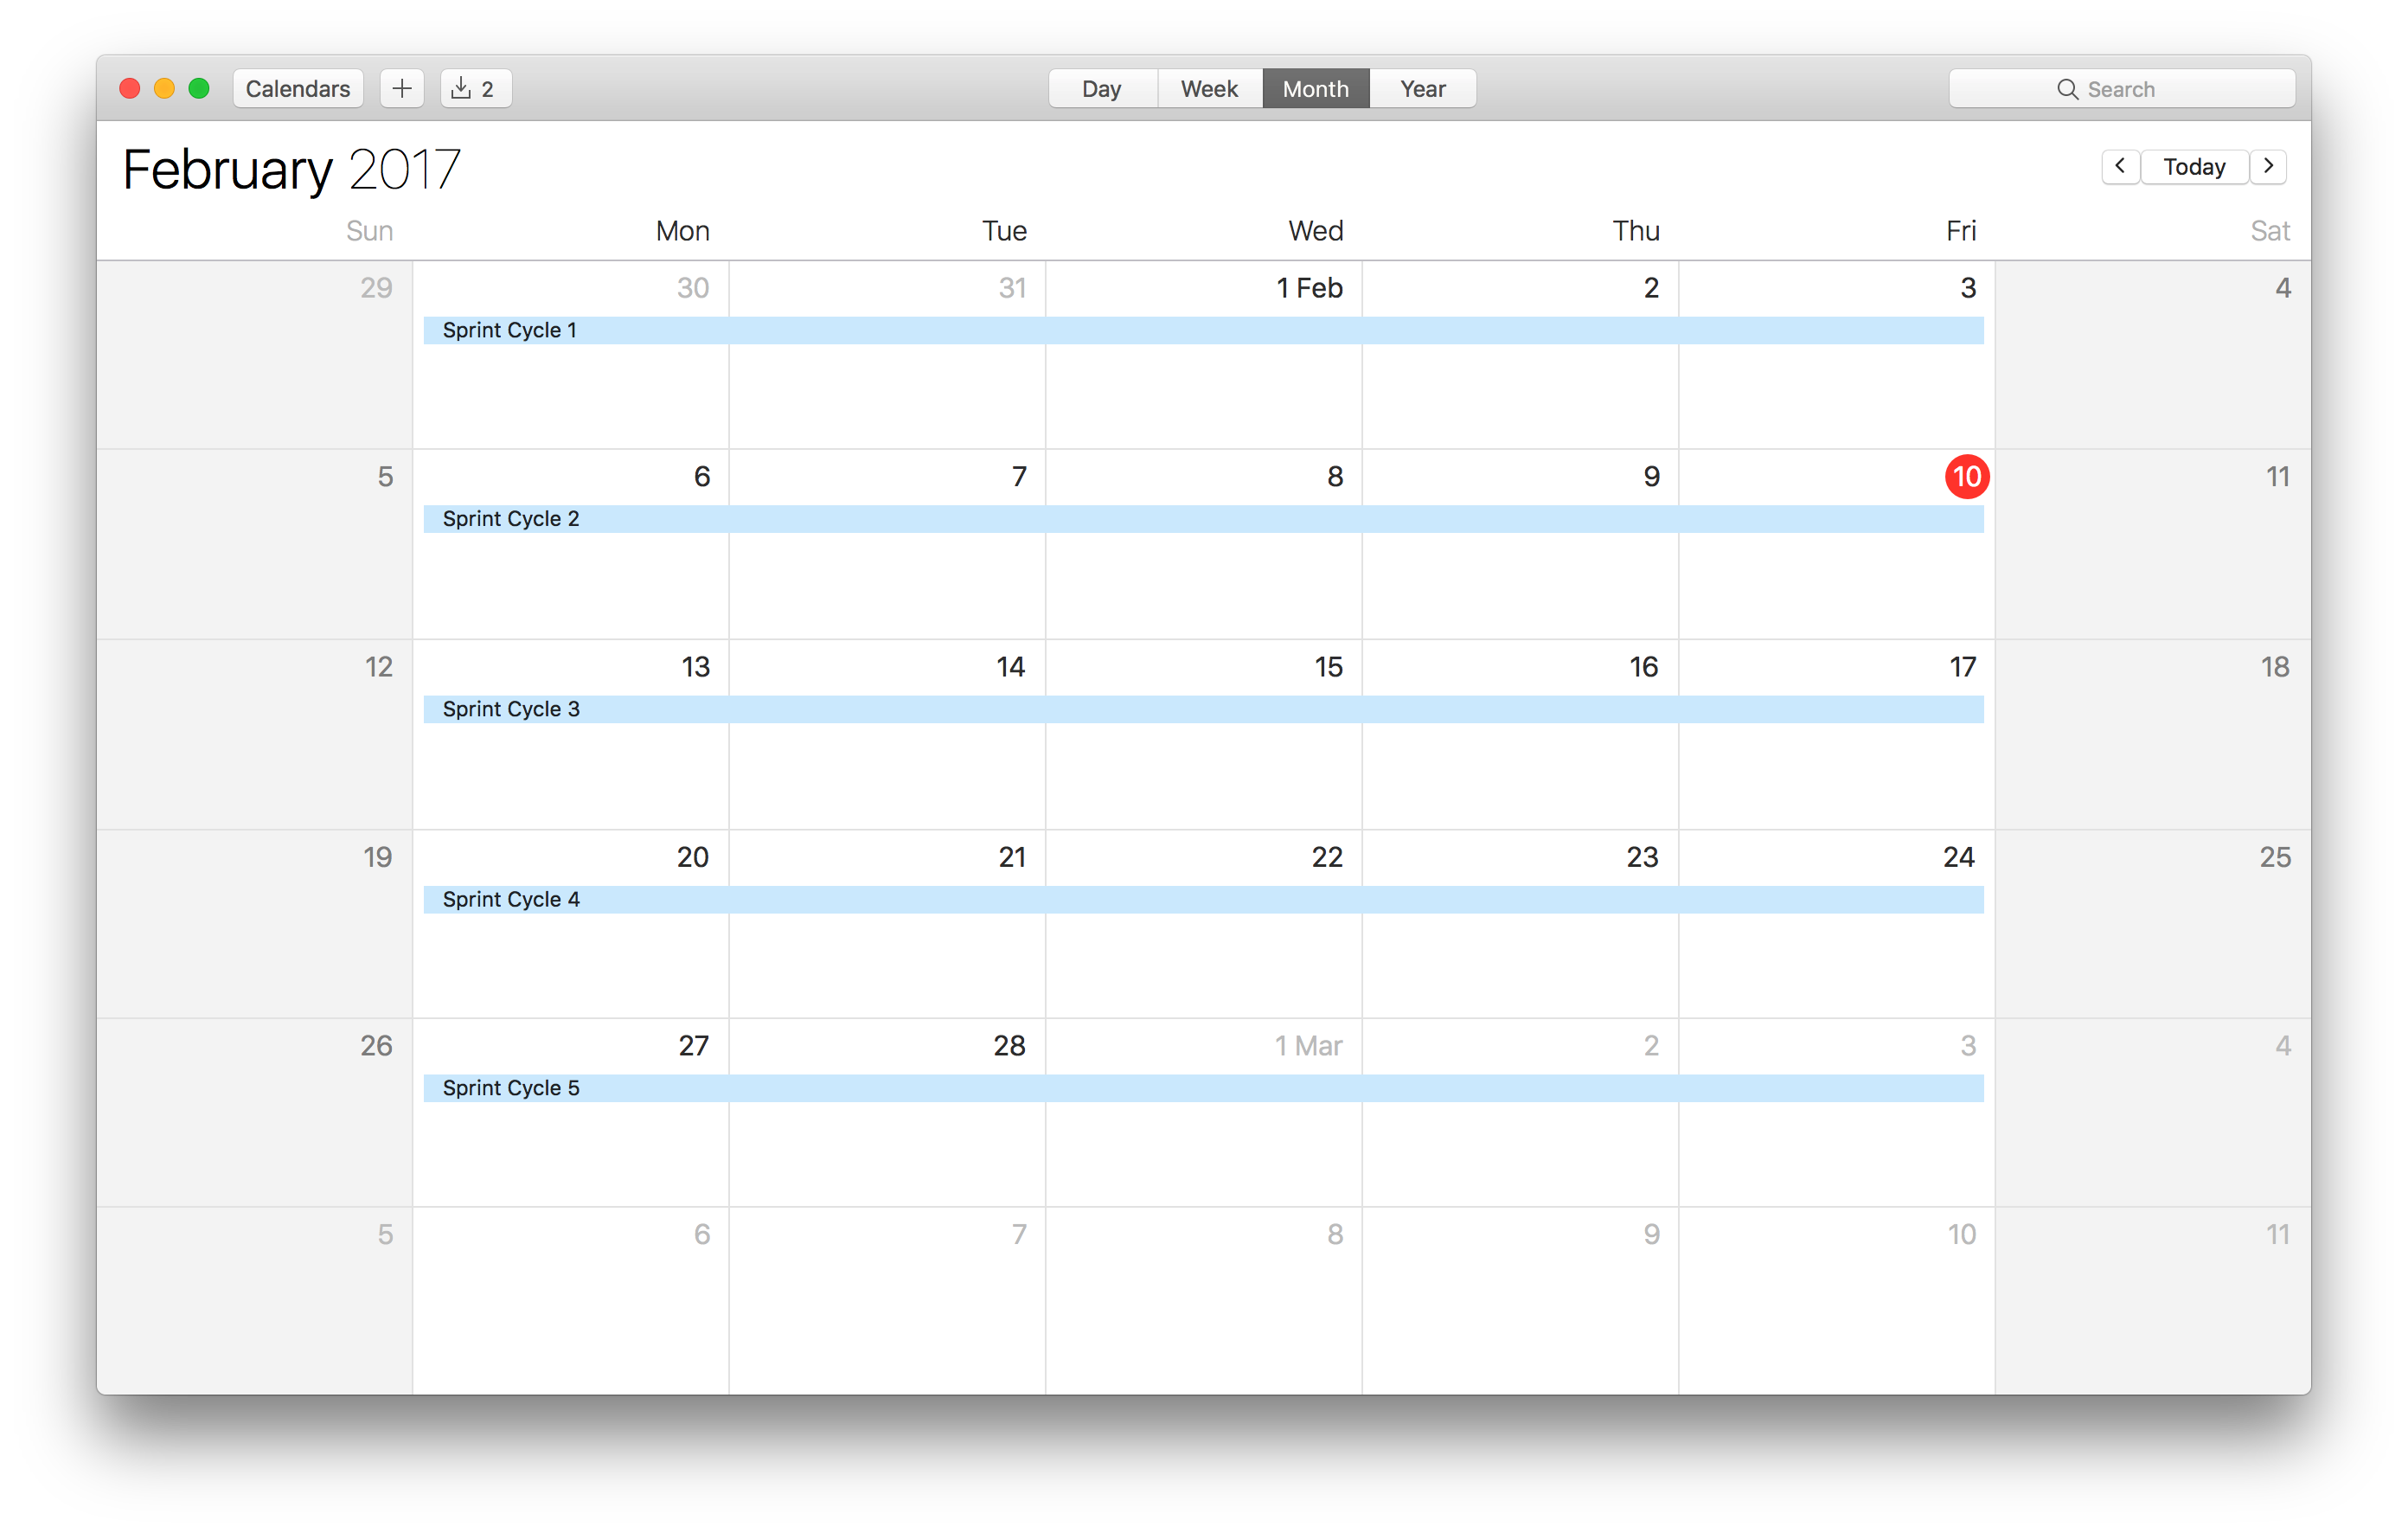 Calendars + 2 Day Week Month Year Search
February 2017 Today
Sun Mon Tue Wed Thu Fri Sat
29 30 31 1 Feb 2 3 4
Sprint Cycle 1
5 6 7 8 9 10 11
Sprint Cycle 2
12 13 14 15 16 17 18
Sprint Cycle 3
19 20 21 22 23 24 25
Sprint Cycle 4
26 27 28 1 Mar 2 3 4
Sprint Cycle 5
5 6 7 8 9 10 11